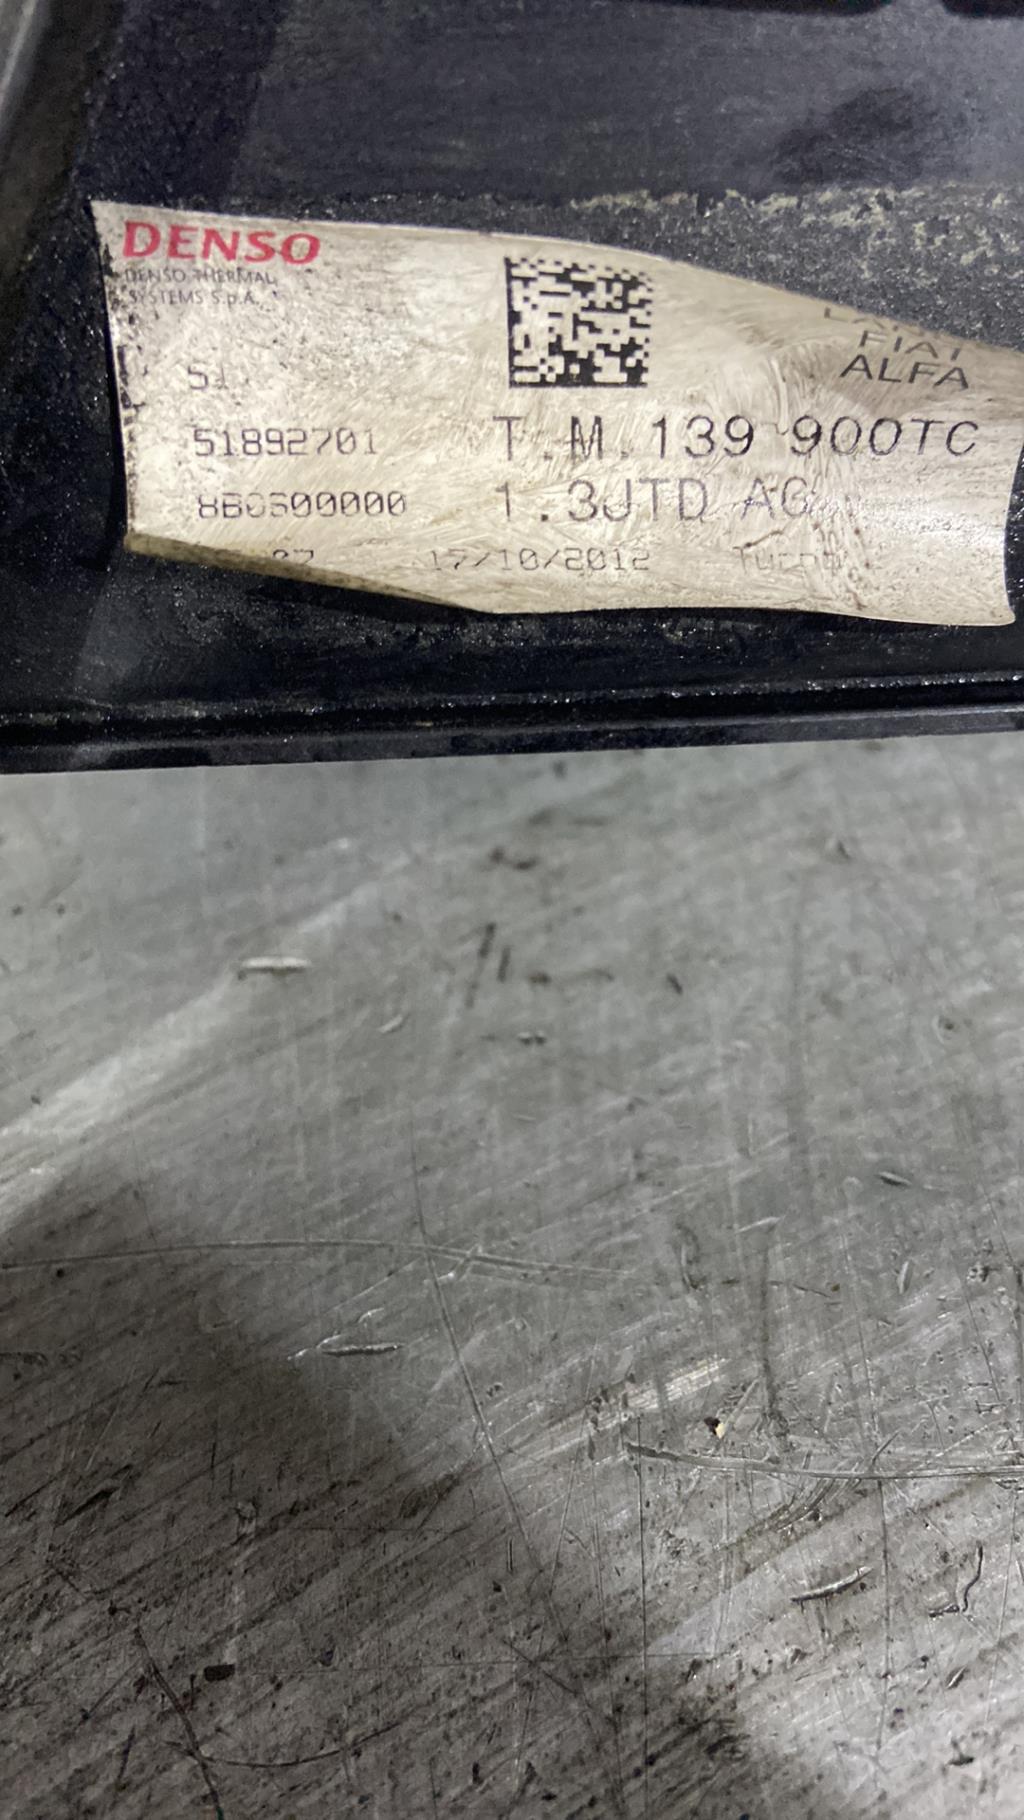 DENSO
DENSO THERMAL
SYSTEMS S.p.A.
FIAT
ALFA
51892701
T.M.139 900TC
1.3JTD
17/10/2012